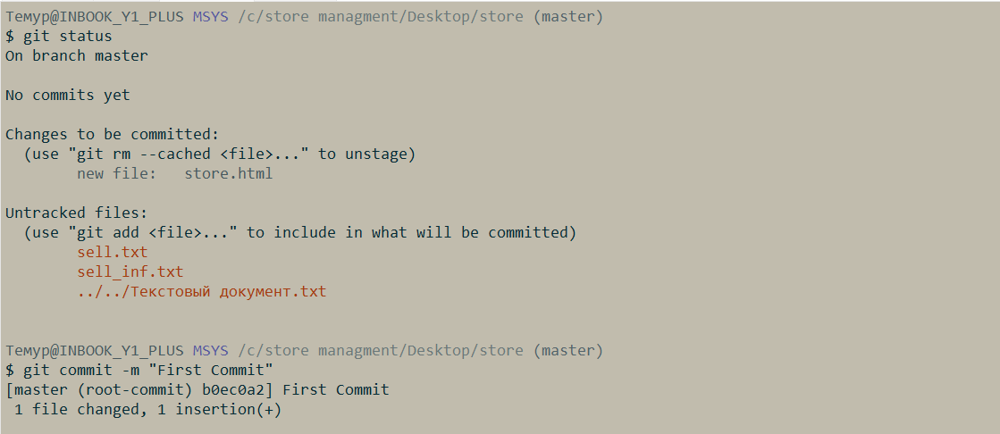 Темур@INBOOK_Y1_PLUS MSYS /c/store managment/Desktop/store (master)
$ git status
On branch master
No commits yet
Changes to be committed:
(use "git rm --cached <file>..." to unstage)
new file:   store.html
Untracked files:
(use "git add <file>..." to include in what will be committed)
sell.txt
sell_inf.txt
../../Текстовый документ.txt
Темур@INBOOK_Y1_PLUS MSYS /c/store managment/Desktop/store (master)
$ git commit -m "First Commit"
[master (root-commit) b0ec0a2] First Commit
1 file changed, 1 insertion(+)